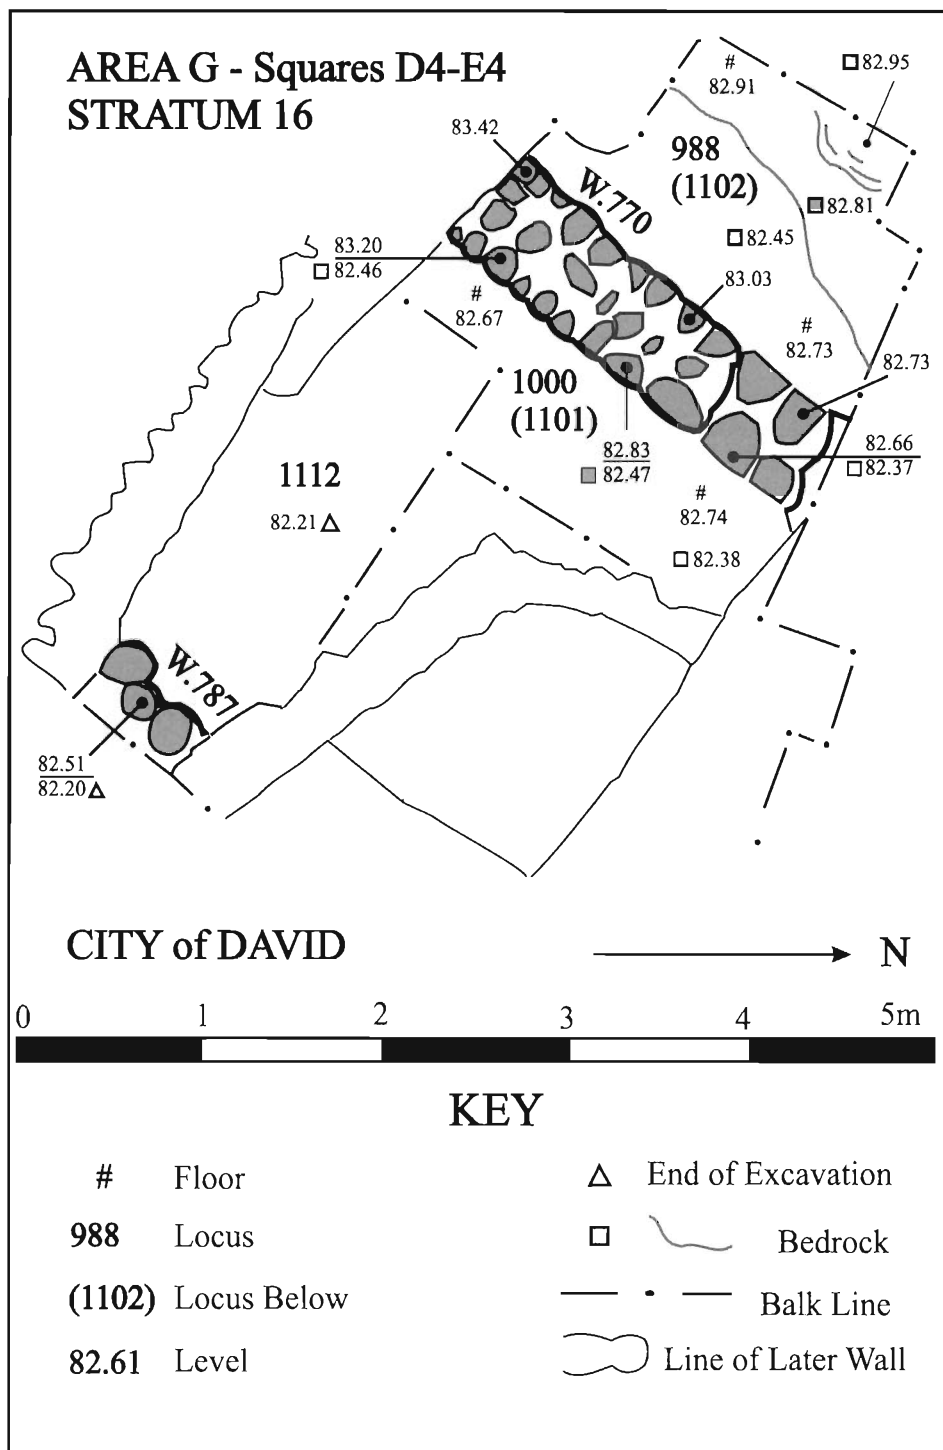 AREA G - Squares D4-E4
STRATUM 16
#
82.91
82.95
83.42
988
(1102)
W.770
82.81
82.45
83.20
82.46
#
82.67
83.03
#
82.73
82.73
1000
(1101)
82.83
82.47
82.66
82.37
1112
82.21
#
82.74
82.38
W.787
82.51
82.20
CITY of DAVID
N
0 1 2 3 4 5m
KEY
# Floor
End of Excavation
988 Locus
Bedrock
(1102) Locus Below
Balk Line
82.61 Level
Line of Later Wall